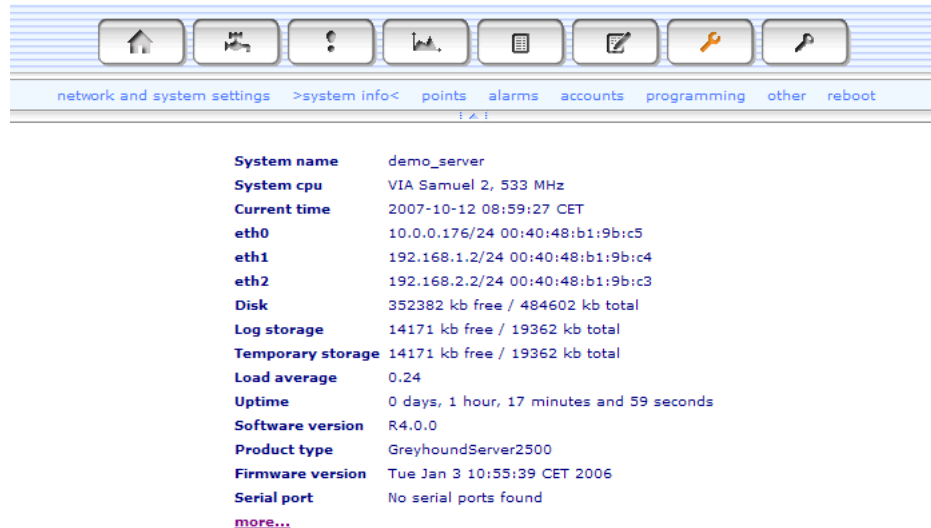 network and system settings >system info< points alarms accounts programming other reboot
System name demo_server
System cpu VIA Samuel 2, 533 MHz
Current time 2007-10-12 08:59:27 CET
eth0 10.0.0.176/24 00:40:48:b1:9b:c5
eth1 192.168.1.2/24 00:40:48:b1:9b:c4
eth2 192.168.2.2/24 00:40:48:b1:9b:c3
Disk 352382 kb free / 484602 kb total
Log storage 14171 kb free / 19362 kb total
Temporary storage 14171 kb free / 19362 kb total
Load average 0.24
Uptime 0 days, 1 hour, 17 minutes and 59 seconds
Software version R4.0.0
Product type GreyhoundServer2500
Firmware version Tue Jan 3 10:55:39 CET 2006
Serial port No serial ports found
more...